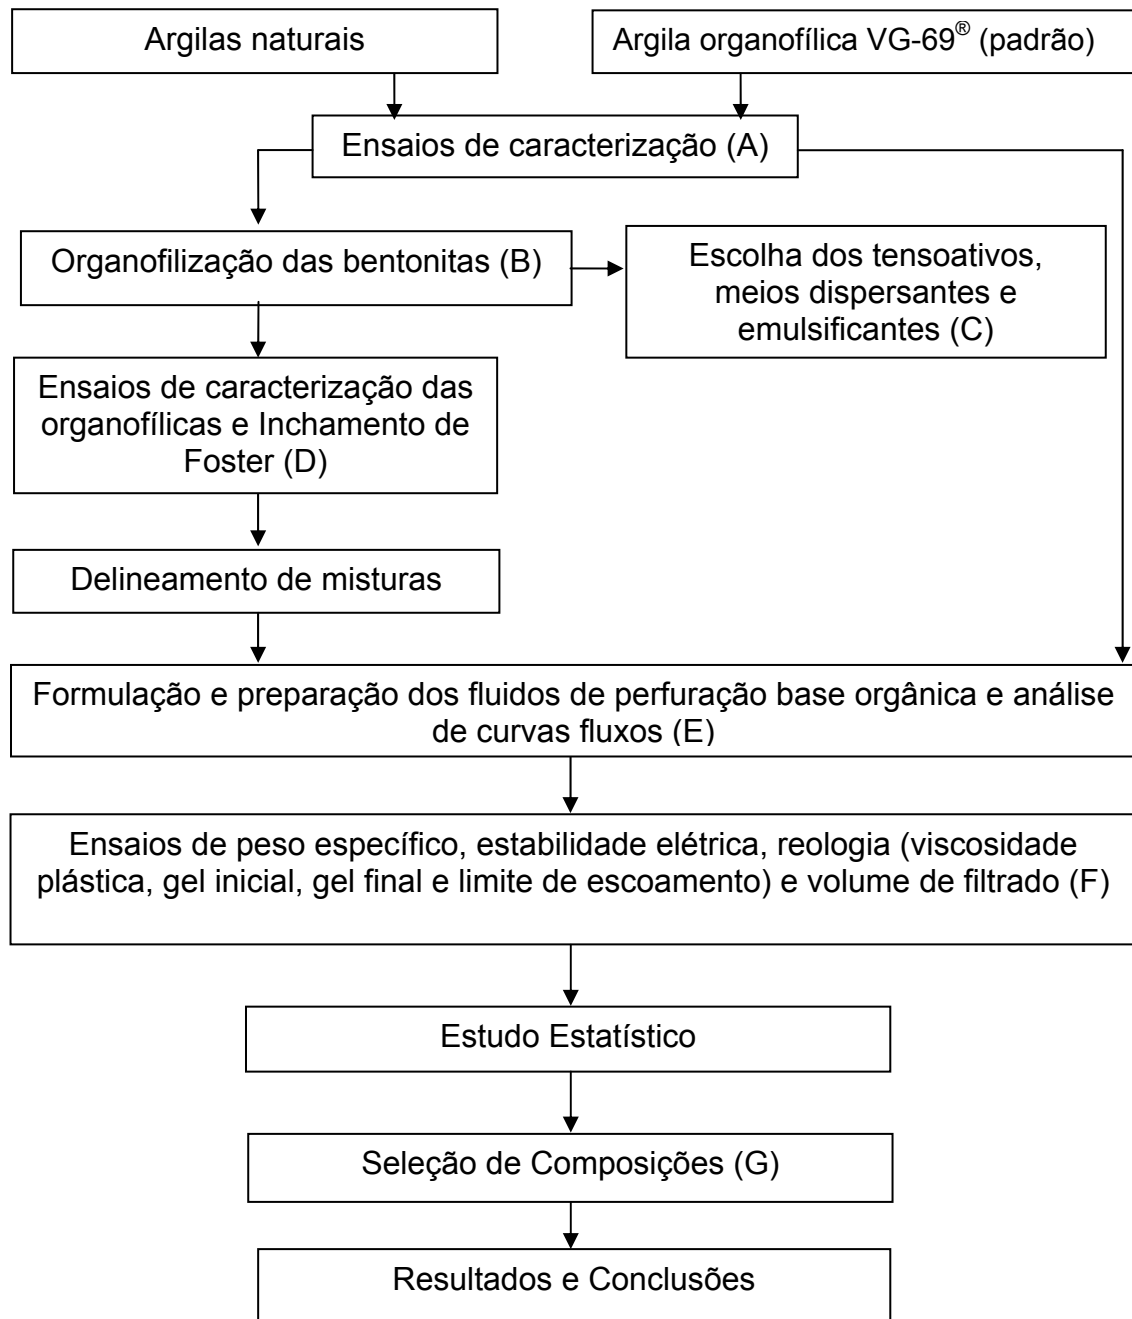 Argilas naturais
Argila organofílica VG-69® (padrão)
Ensaios de caracterização (A)
Organofilização das bentonitas (B)
Escolha dos tensoativos,
meios dispersantes e
emulsificantes (C)
Ensaios de caracterização das
organofílicas e Inchamento de
Foster (D)
Delineamento de misturas
Formulação e preparação dos fluidos de perfuração base orgânica e análise
de curvas fluxos (E)
Ensaios de peso específico, estabilidade elétrica, reologia (viscosidade
plástica, gel inicial, gel final e limite de escoamento) e volume de filtrado (F)
Estudo Estatístico
Seleção de Composições (G)
Resultados e Conclusões